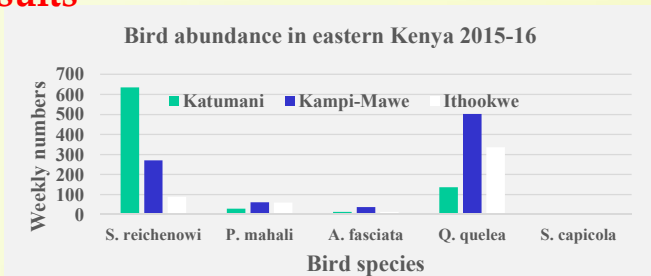 Bird abundance in eastern Kenya 2015-16
700
600
500
400
300
200
100
0
Weekly numbers
Katumani Kampi-Mawe Ithookwe
S. reichenowi P. mahali A. fasciata Q. quelea S. capicola
Bird species